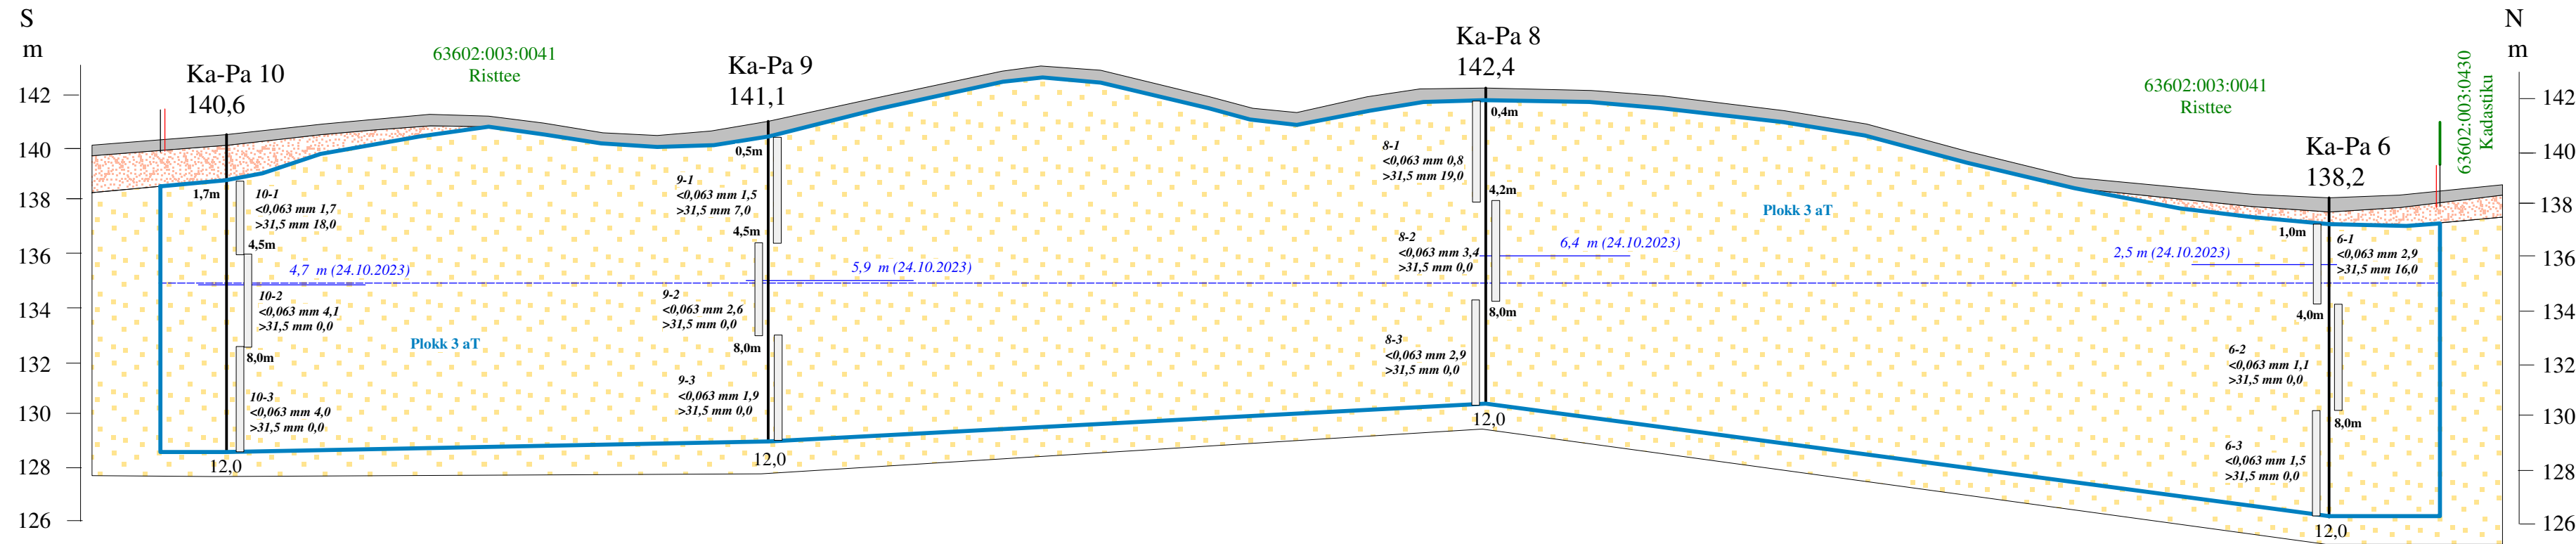 S
m
N
m
142
140
138
136
134
132
130
128
126
63602:003:0041
Risttee
Ka-Pa 10
140,6
1,7m
10-1
<0,063 mm 1,7
>31,5 mm 18,0
4,5m
4,7 m (24.10.2023)
10-2
<0,063 mm 4,1
>31,5 mm 0,0
8,0m
10-3
<0,063 mm 4,0
>31,5 mm 0,0
12,0
Plokk 3 aT
Ka-Pa 9
141,1
0,5m
9-1
<0,063 mm 1,5
>31,5 mm 7,0
4,5m
5,9 m (24.10.2023)
9-2
<0,063 mm 2,6
>31,5 mm 0,0
8,0m
9-3
<0,063 mm 1,9
>31,5 mm 0,0
12,0
Ka-Pa 8
142,4
0,4m
8-1
<0,063 mm 0,8
>31,5 mm 19,0
4,2m
8-2
<0,063 mm 3,4
>31,5 mm 0,0
6,4 m (24.10.2023)
8,0m
8-3
<0,063 mm 2,9
>31,5 mm 0,0
12,0
Plokk 3 aT
63602:003:0041
Risttee
Ka-Pa 6
138,2
1,0m
6-1
<0,063 mm 2,9
>31,5 mm 16,0
2,5 m (24.10.2023)
4,0m
6-2
<0,063 mm 1,1
>31,5 mm 0,0
8,0m
6-3
<0,063 mm 1,5
>31,5 mm 0,0
12,0
63602:003:0430
Kadastiku
142
140
138
136
134
132
130
128
126